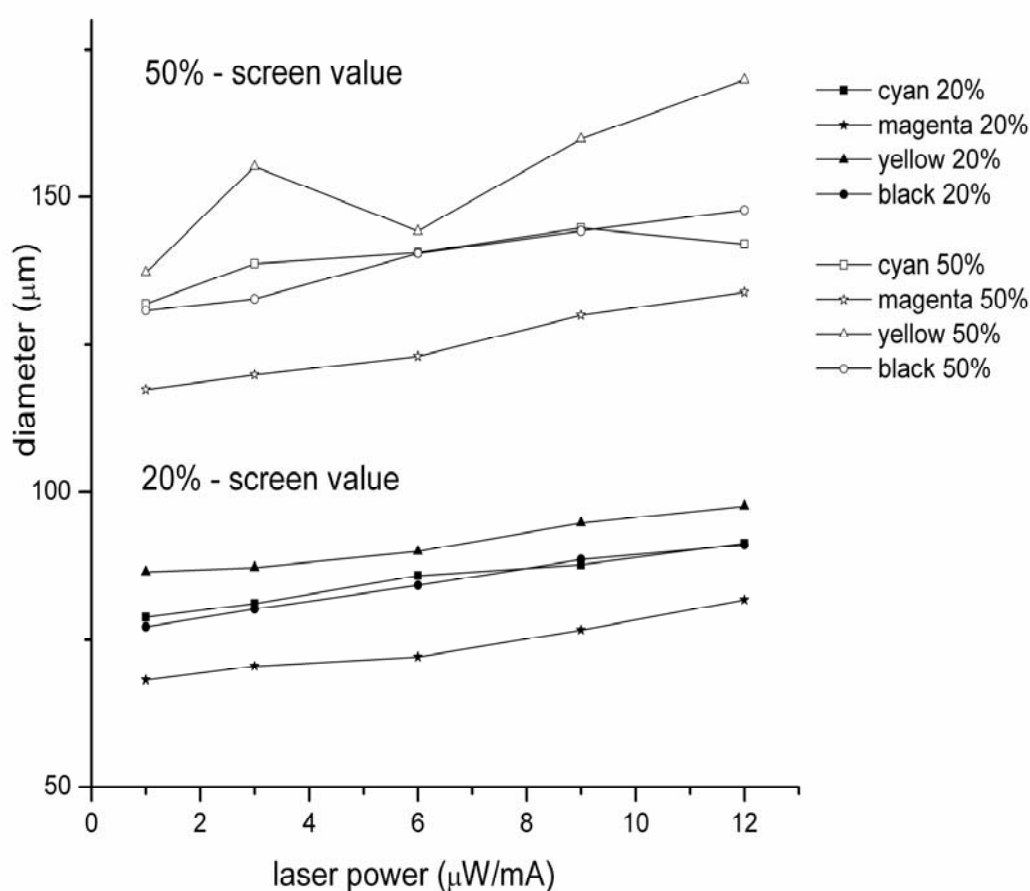 50% - screen value
cyan 20%
magenta 20%
yellow 20%
black 20%
cyan 50%
magenta 50%
yellow 50%
black 50%
150
diameter (μm)
20% - screen value
100
50
0 2 4 6 8 10 12
laser power (μW/mA)